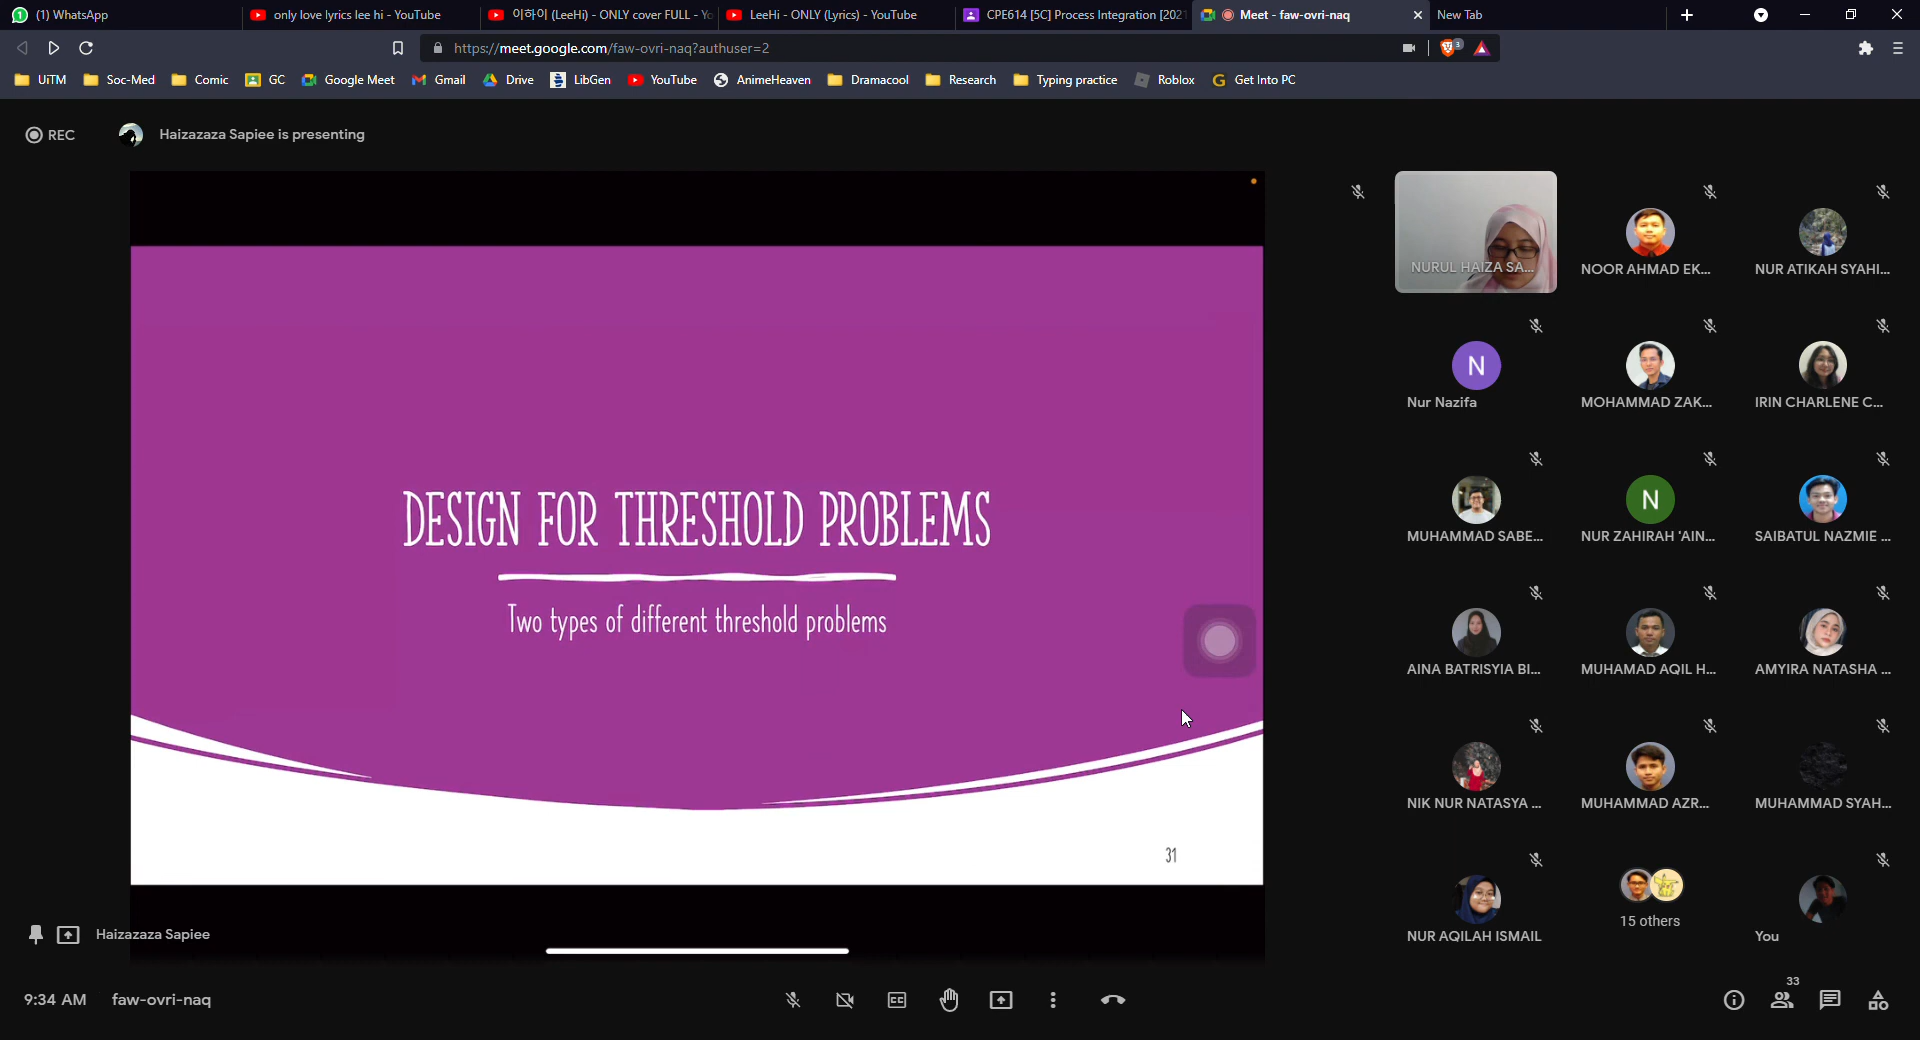 (1) WhatsApp
only love lyrics lee hi - YouTube
이하이 (LeeHi) - ONLY cover FULL - Yo
LeeHi - ONLY (Lyrics) - YouTube
CPE614 [5C] Process Integration [2021
Meet - faw-ovri-naq
New Tab
https://meet.google.com/faw-ovri-naq?authuser=2
UiTM
Soc-Med
Comic
GC
Google Meet
Gmail
Drive
LibGen
YouTube
AnimeHeaven
Dramacool
Research
Typing practice
Roblox
Get Into PC
REC
Haizazaza Sapiee is presenting
DESIGN FOR THRESHOLD PROBLEMS
Two types of different threshold problems
31
Haizazaza Sapiee
NURUL HAIZA SA...
NOOR AHMAD EK...
NUR ATIKAH SYAHI...
N
Nur Nazifa
MOHAMMAD ZAK...
IRIN CHARLENE C...
MUHAMMAD SABE...
N
NUR ZAHIRAH 'AIN...
SAIBATUL NAZMIE ...
AINA BATRISYIA BI...
MUHAMAD AQIL H...
AMYIRA NATASHA ...
NIK NUR NATASYA ...
MUHAMMAD AZR...
MUHAMMAD SYAH...
NUR AQILAH ISMAIL
15 others
You
9:34 AM
faw-ovri-naq
33